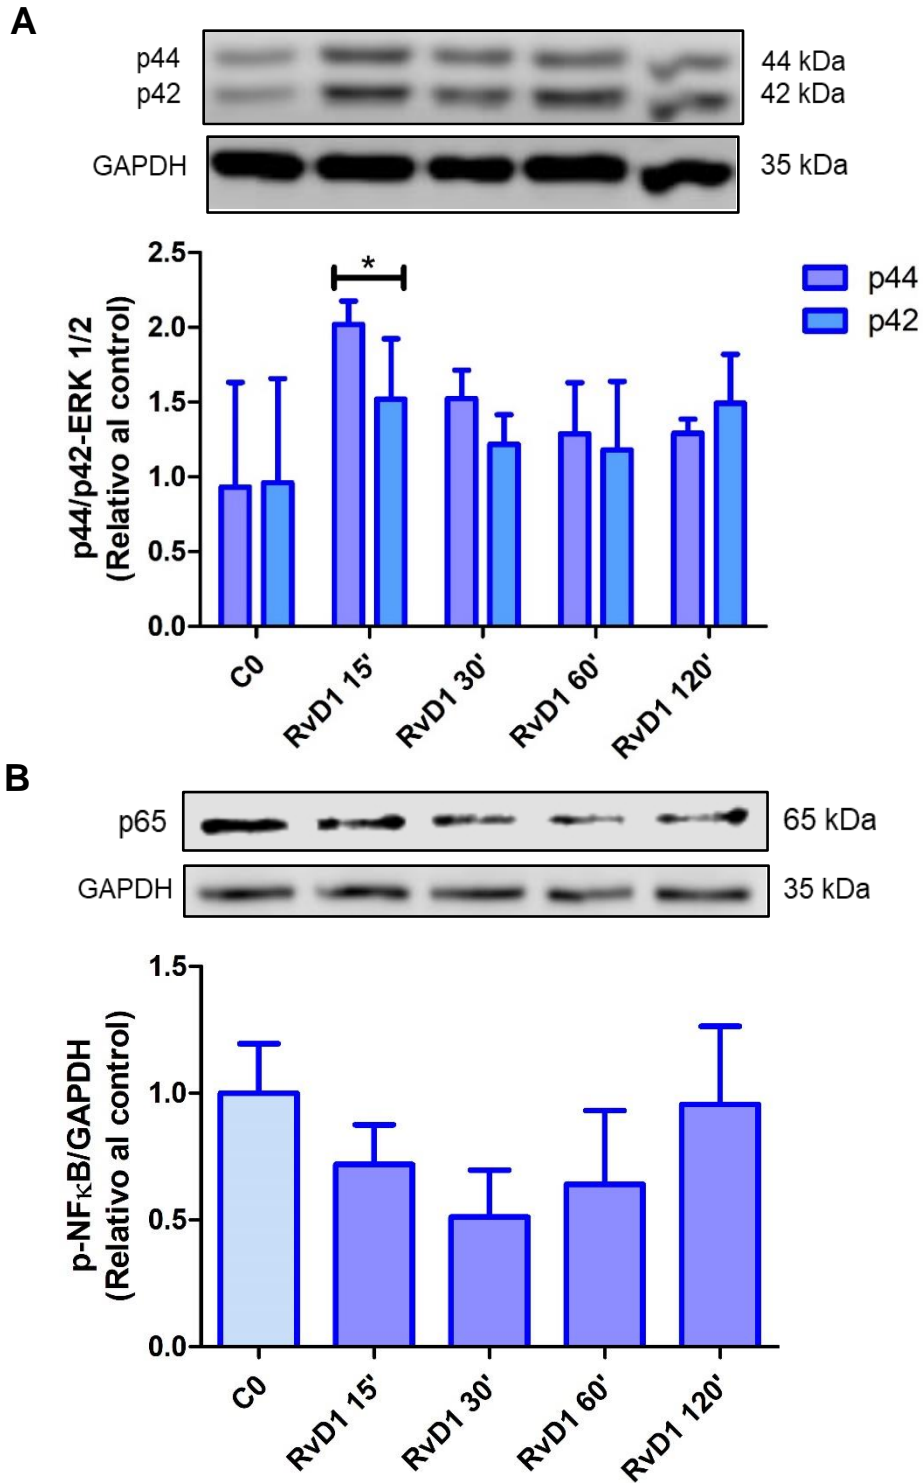 A
p44
44 kDa
p42
42 kDa
GAPDH
35 kDa
p44/p42-ERK 1/2
(Relativo al control)
2.5
2.0
1.5
1.0
0.5
0.0
*
p44
p42
C0
RvD1 15'
RvD1 30'
RvD1 60'
RvD1 120'
B
p65
65 kDa
GAPDH
35 kDa
p-NFκB/GAPDH
(Relativo al control)
1.5
1.0
0.5
0.0
C0
RvD1 15'
RvD1 30'
RvD1 60'
RvD1 120'